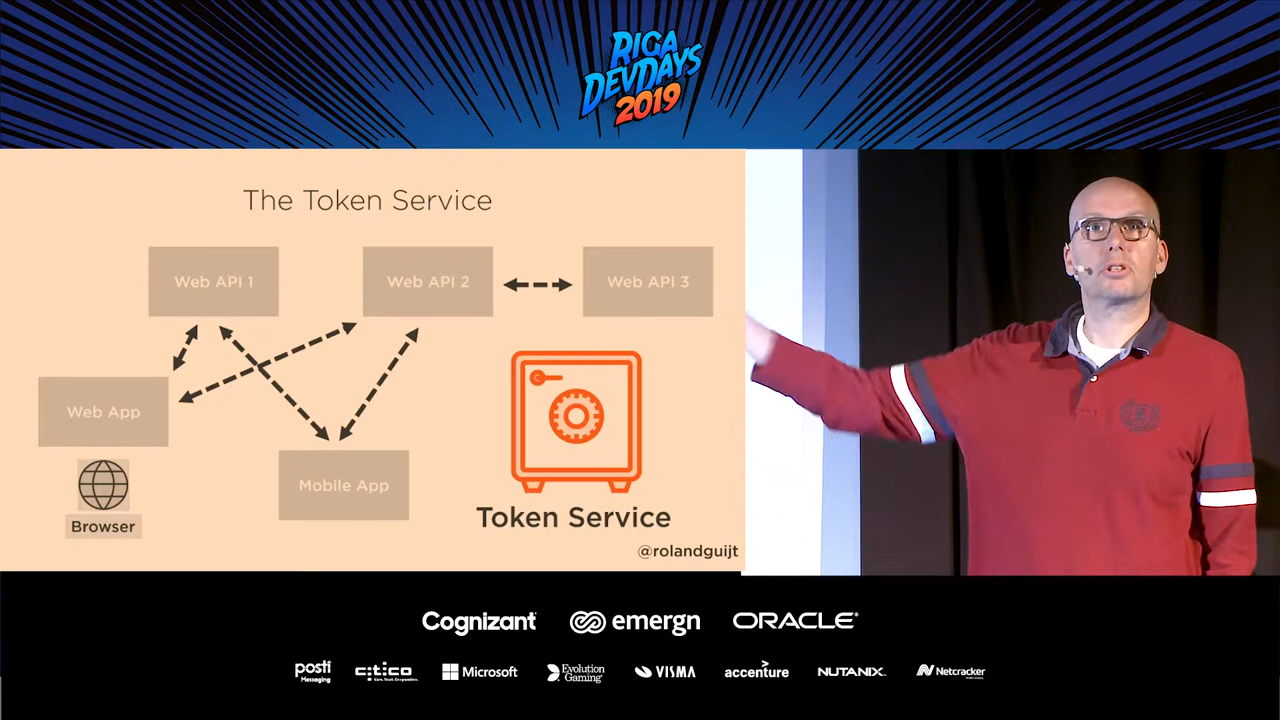 RIGA
DEVDAYS
2019
The Token Service
Web API 1
Web API 2
Web API 3
Web App
Mobile App
Browser
Token Service
@rolandguijt
Cognizant
emergn
ORACLE
posti
Messaging
citico
Microsoft
Evolution
Gaming
VISMA
accenture
NUTANIX
Netcracker